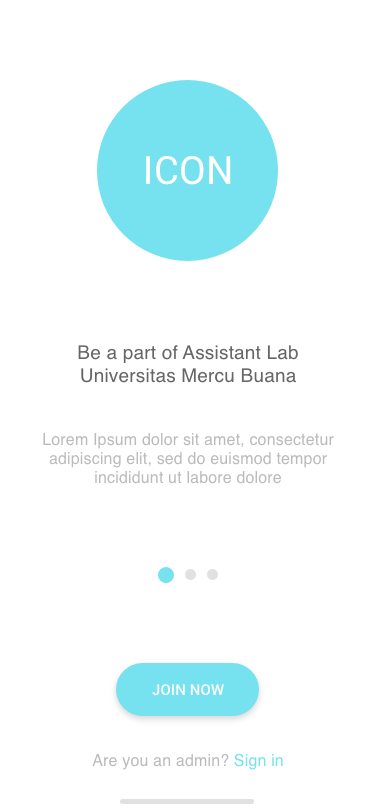 ICON
Be a part of Assistant Lab
Universitas Mercu Buana
Lorem Ipsum dolor sit amet, consectetur
adipiscing elit, sed do euismod tempor
incididunt ut labore dolore
JOIN NOW
Are you an admin? Sign in